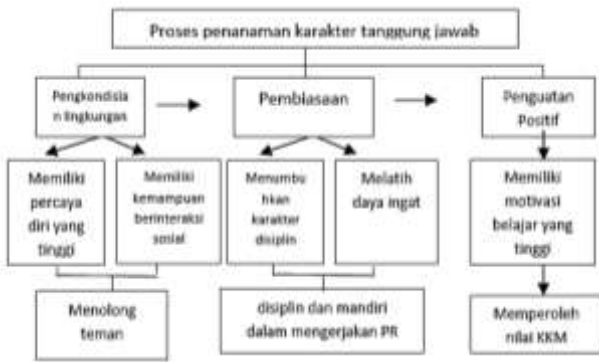 Proses penanaman karakter tanggung jawab
Pengkondisia
n lingkungan
Pembiasaan
Penguatan
Positif
Memiliki
percaya
diri yang
tinggi
Memiliki
kemampuan
berinteraksi
sosial
Menumbu
hkan
karakter
disiplin
Melatih
daya ingat
Memiliki
motivasi
belajar yang
tinggi
Menolong
teman
disiplin dan mandiri
dalam mengerjakan PR
Memperoleh
nilai KKM